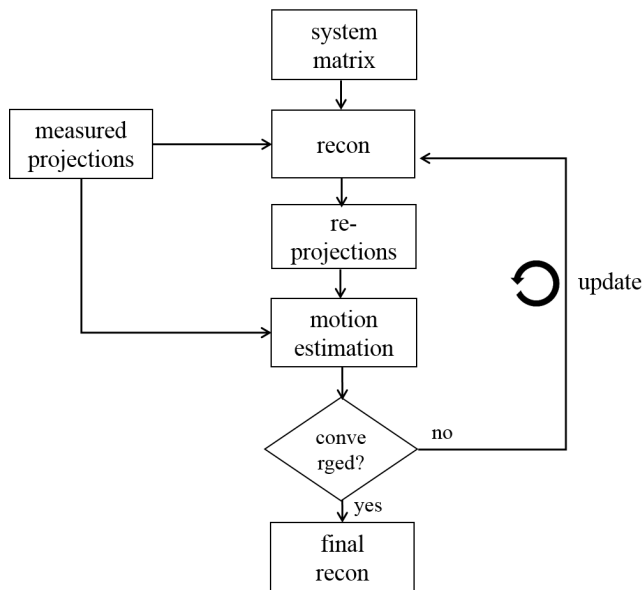 system
matrix
measured
projections
recon
re-
projections
update
motion
estimation
conve
rged?
no
yes
final
recon